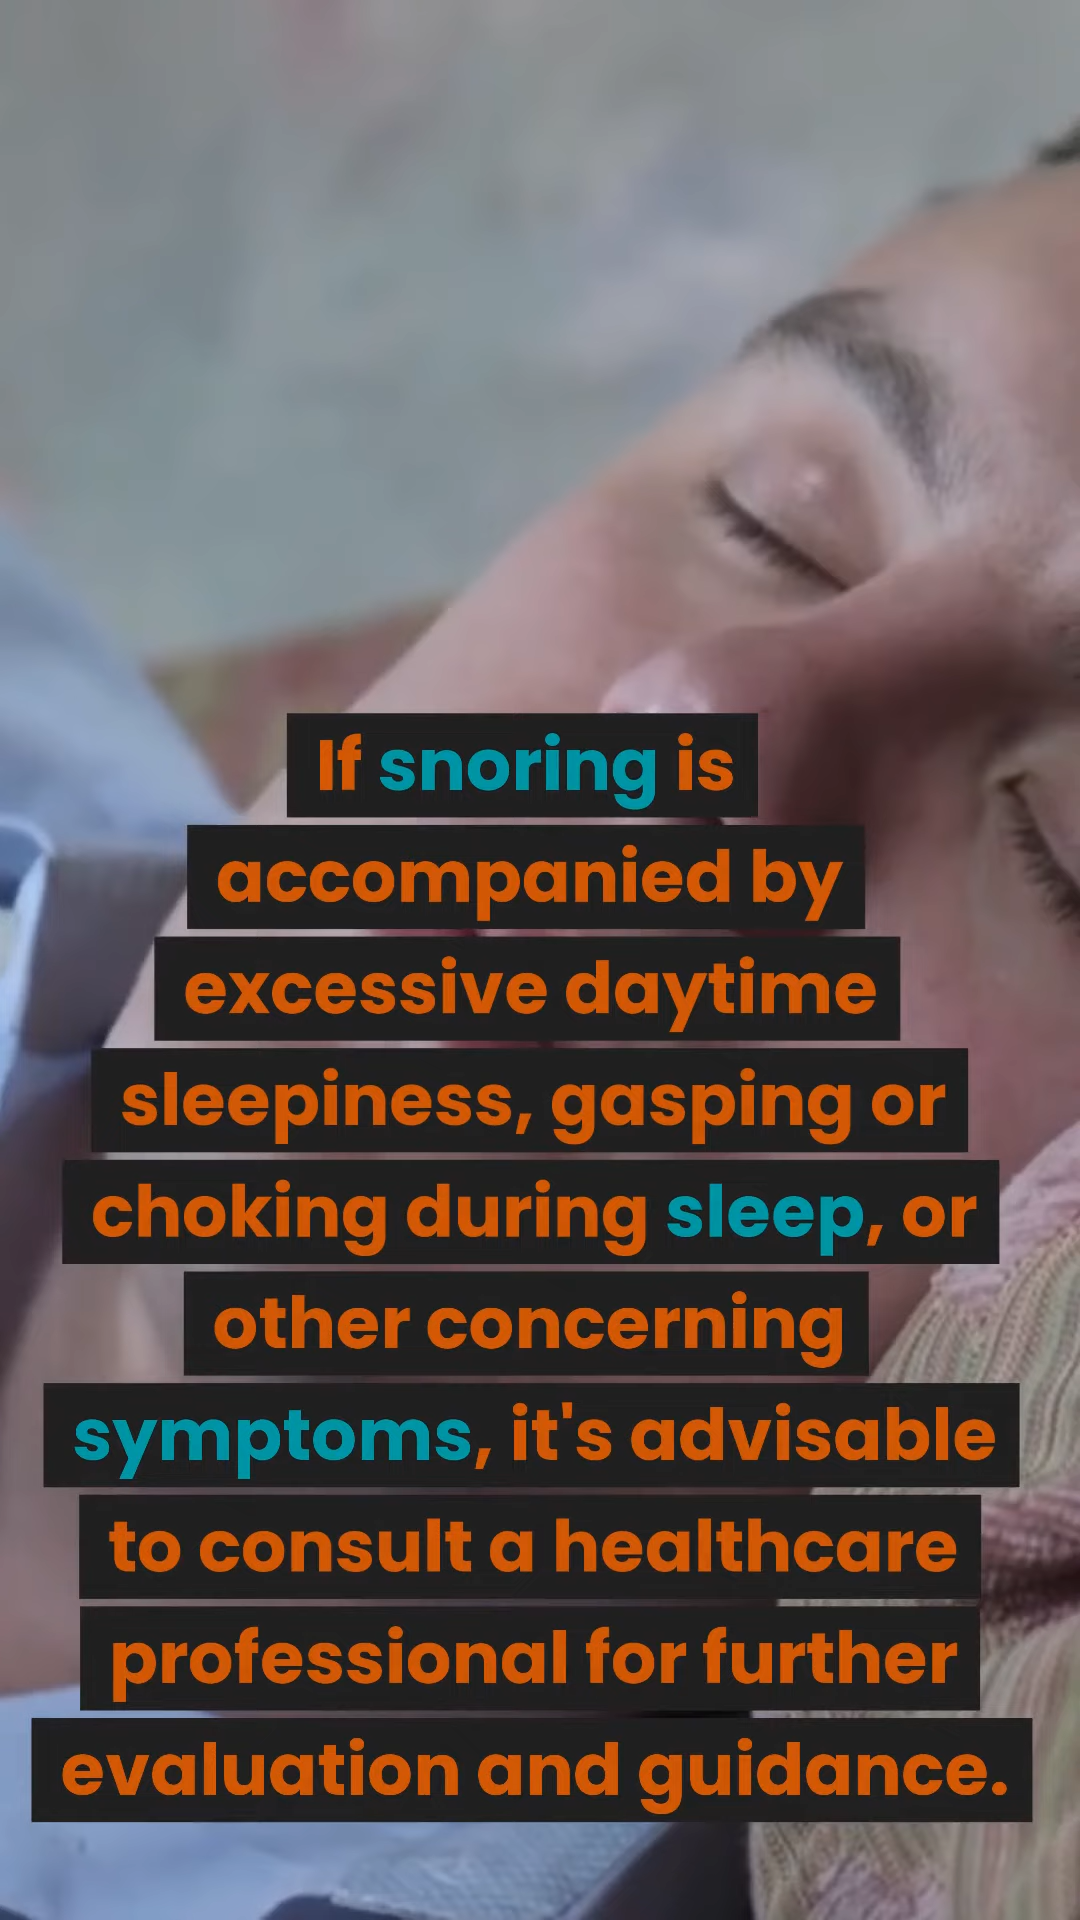 If snoring is
accompanied by
excessive daytime
sleepiness, gasping or
choking during sleep, or
other concerning
symptoms, it's advisable
to consult a healthcare
professional for further
evaluation and guidance.